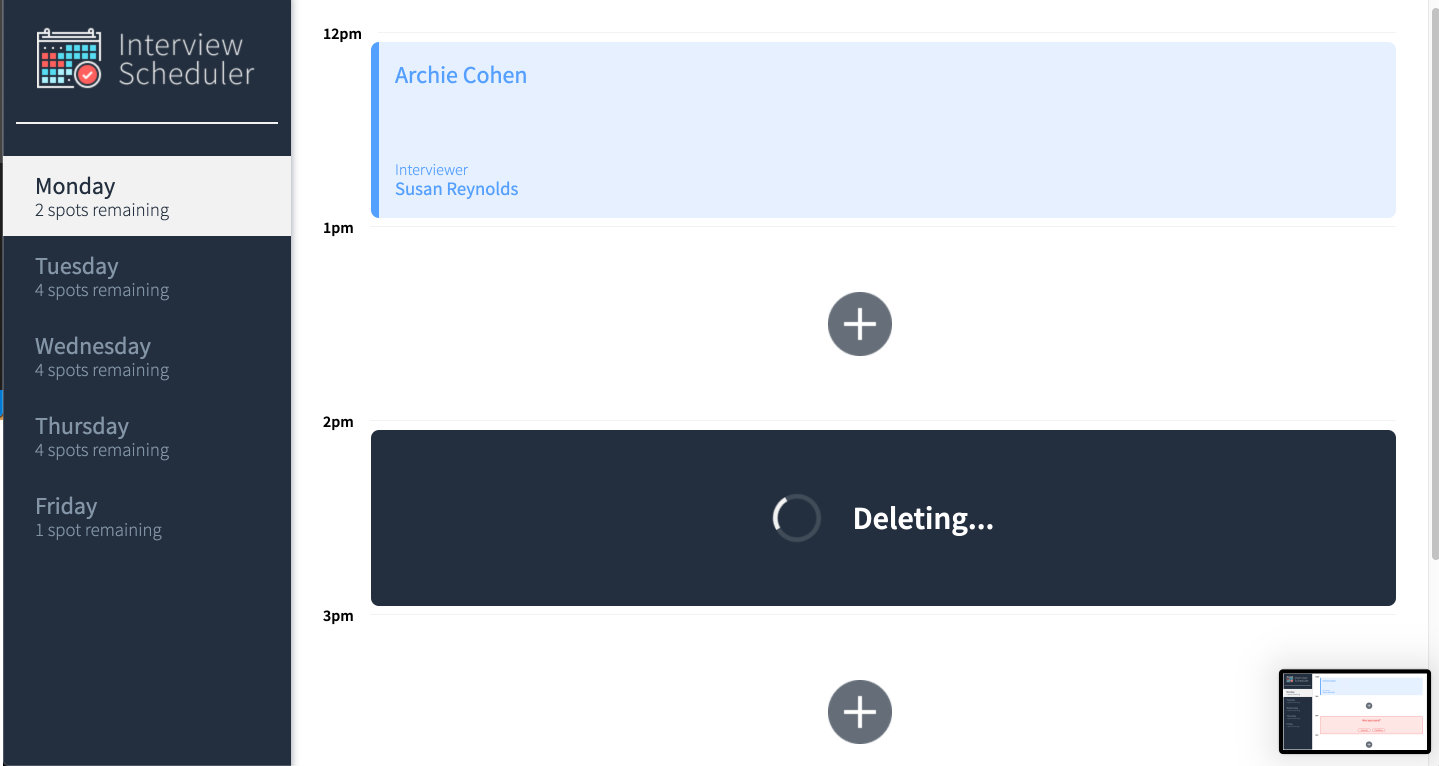 Interview
Scheduler
Monday
2 spots remaining
Tuesday
4 spots remaining
Wednesday
4 spots remaining
Thursday
4 spots remaining
Friday
1 spot remaining
12pm
Archie Cohen
Interviewer
Susan Reynolds
1pm
2pm
Deleting...
3pm